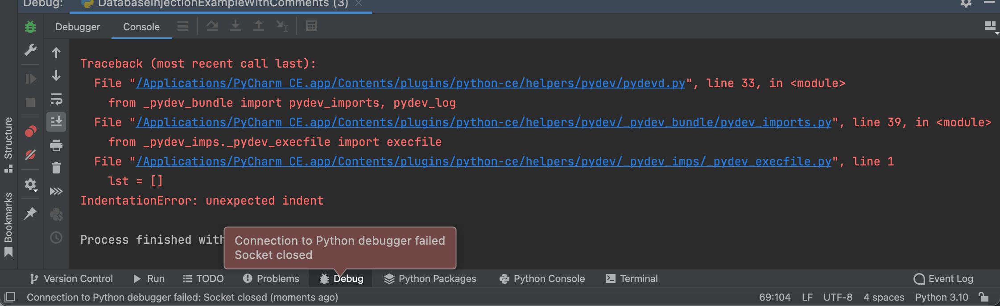 Debug: DatabaseInjectionExampleWithComments (3)
Debugger Console
Traceback (most recent call last):
File "/Applications/PyCharm CE.app/Contents/plugins/python-ce/helpers/pydev/pydevd.py", line 33, in <module>
from _pydev_bundle import pydev_imports, pydev_log
File "/Applications/PyCharm CE.app/Contents/plugins/python-ce/helpers/pydev/_pydev_bundle/pydev_imports.py", line 39, in <module>
from _pydev_imps._pydev_execfile import execfile
File "/Applications/PyCharm CE.app/Contents/plugins/python-ce/helpers/pydev/_pydev_imps/_pydev_execfile.py", line 1
lst = []
IndentationError: unexpected indent
Process finished with
Connection to Python debugger failed
Socket closed
Structure
Bookmarks
Version Control Run TODO Problems Debug Python Packages Python Console Terminal Event Log
Connection to Python debugger failed: Socket closed (moments ago) 69:104 LF UTF-8 4 spaces Python 3.10